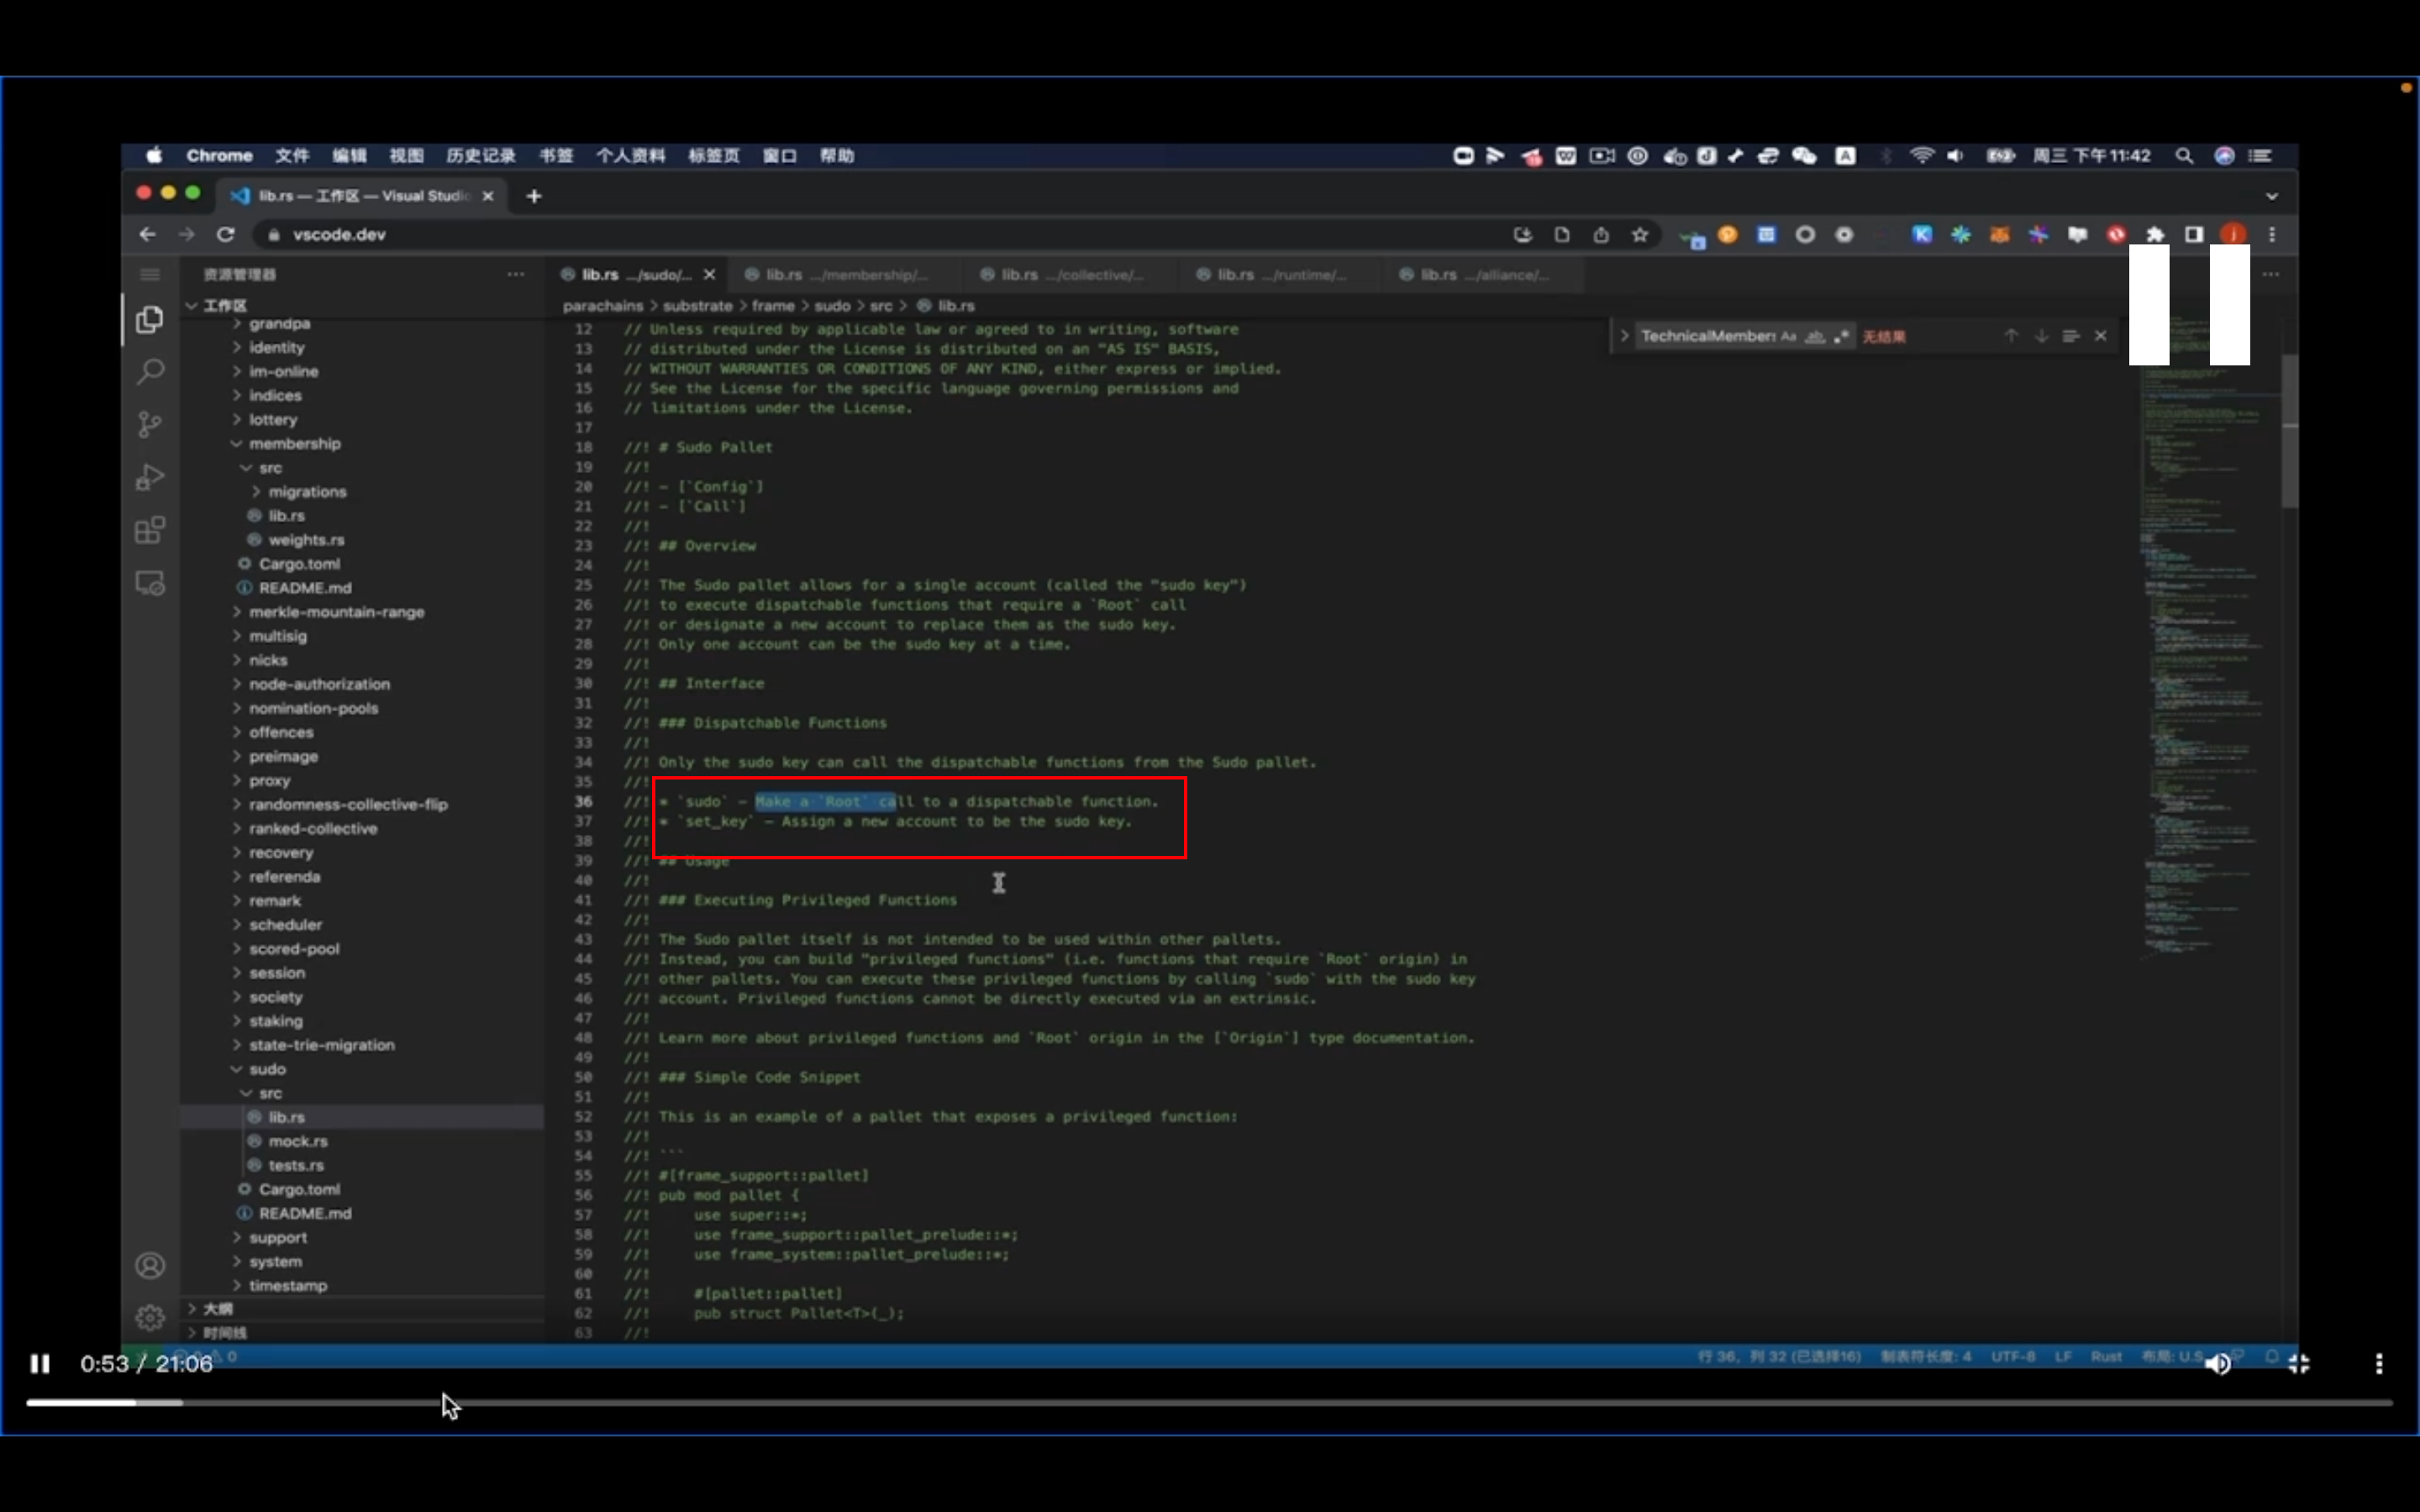 Chrome 文件 编辑 视图 历史记录 书签 个人资料 标签页 窗口 帮助 周三 下午11:42
lib.rs — 工作区 — Visual Studio
vscode.dev
资源管理器
工作区
grandpa
identity
im-online
indices
lottery
membership
src
migrations
lib.rs
weights.rs
Cargo.toml
README.md
merkle-mountain-range
multisig
nicks
node-authorization
nomination-pools
offences
preimage
proxy
randomness-collective-flip
ranked-collective
recovery
referenda
remark
scheduler
scored-pool
session
society
staking
state-trie-migration
sudo
src
lib.rs
mock.rs
tests.rs
Cargo.toml
README.md
support
system
timestamp
大纲
时间线
lib.rs .../sudo/... lib.rs .../membership/... lib.rs .../collective/... lib.rs .../runtime/... lib.rs .../alliance/...
parachains > substrate > frame > sudo > src > lib.rs
TechnicalMember 无结果
12 // Unless required by applicable law or agreed to in writing, software
13 // distributed under the License is distributed on an "AS IS" BASIS,
14 // WITHOUT WARRANTIES OR CONDITIONS OF ANY KIND, either express or implied.
15 // See the License for the specific language governing permissions and
16 // limitations under the License.
17
18 //! # Sudo Pallet
19 //!
20 //! - [`Config`]
21 //! - [`Call`]
22 //!
23 //! ## Overview
24 //!
25 //! The Sudo pallet allows for a single account (called the "sudo key")
26 //! to execute dispatchable functions that require a `Root` call
27 //! or designate a new account to replace them as the sudo key.
28 //! Only one account can be the sudo key at a time.
29 //!
30 //! ## Interface
31 //!
32 //! ### Dispatchable Functions
33 //!
34 //! Only the sudo key can call the dispatchable functions from the Sudo pallet.
35 //!
36 //! * `sudo` - Make a `Root` call to a dispatchable function.
37 //! * `set_key` - Assign a new account to be the sudo key.
38 //!
39 //! ## Usage
40 //!
41 //! ### Executing Privileged Functions
42 //!
43 //! The Sudo pallet itself is not intended to be used within other pallets.
44 //! Instead, you can build "privileged functions" (i.e. functions that require `Root` origin) in
45 //! other pallets. You can execute these privileged functions by calling `sudo` with the sudo key
46 //! account. Privileged functions cannot be directly executed via an extrinsic.
47 //!
48 //! Learn more about privileged functions and `Root` origin in the [`Origin`] type documentation.
49 //!
50 //! ### Simple Code Snippet
51 //!
52 //! This is an example of a pallet that exposes a privileged function:
53 //!
54 //! ```
55 //! #[frame_support::pallet]
56 //! pub mod pallet {
57 //! use super::*;
58 //! use frame_support::pallet_prelude::*;
59 //! use frame_system::pallet_prelude::*;
60 //!
61 //! #[pallet::pallet]
62 //! pub struct Pallet<T>(_);
63 //!
行 36，列 32 (已选择16) 制表符长度: 4 UTF-8 LF Rust 布局: U.S.
0:53 / 21:06